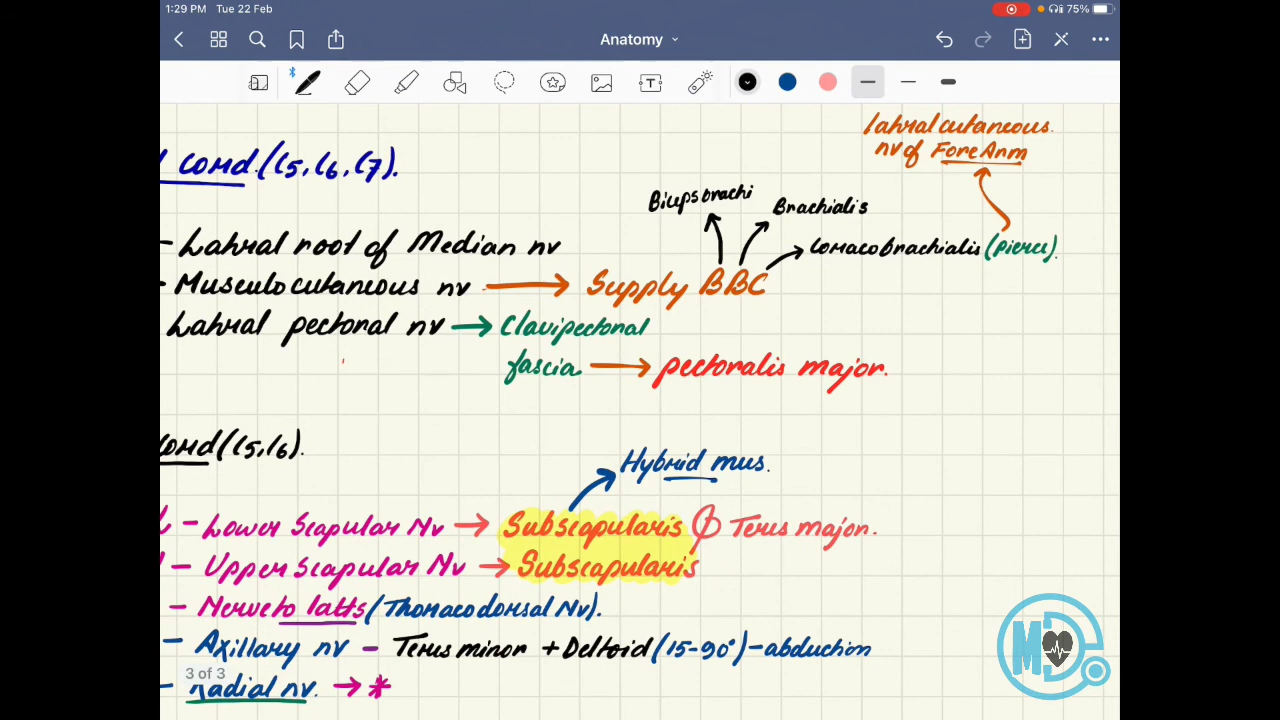 1:29 PM Tue 22 Feb
75%
Anatomy
lateral cutaneous
nv of ForeArm
cord (C5, C6, C7).
Biceps brachi
Brachialis
- Lateral root of Median nv
Coracobrachialis (pierce).
- Musculocutaneous nv → Supply BBC
Lateral pectoral nv → Clavipectoral
fascia → pectoralis major.
cord (C5, C6).
Hybrid mus.
- Lower Scapular Nv → Subscapularis & Teres major.
- Upper Scapular Nv → Subscapularis
- Nerve to latts (Thoracodorsal Nv).
- Axillary nv - Teres minor + Deltoid (15-90°) - abduction
3 of 3
- Radial nv. → *
M